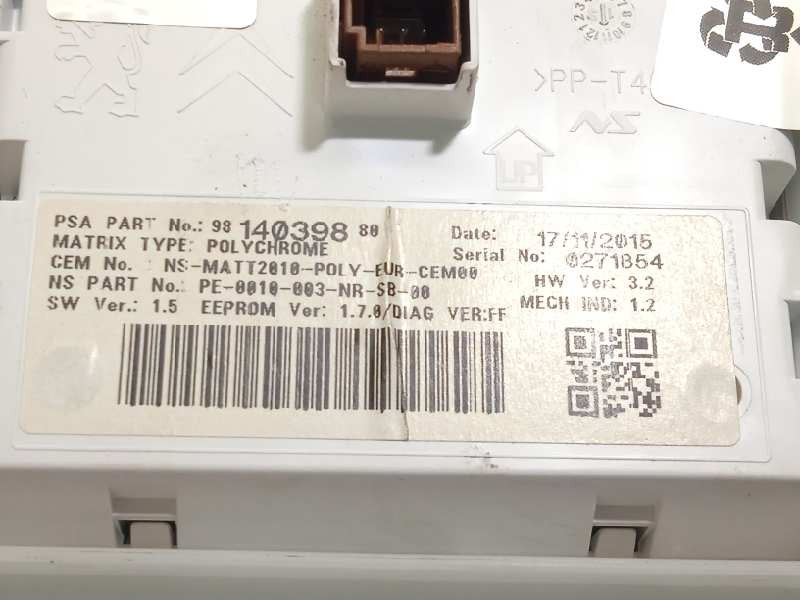 >PP-T4
NS
UP
PSA PART No.: 98 140398 80
MATRIX TYPE: POLYCHROME
CEM No. : NS-MATT2010-POLY-EUR-CEM00
NS PART No.: PE-0010-003-NR-SB-00
SW Ver.: 1.5 EEPROM Ver: 1.7.0/DIAG VER:FF
Date: 17/11/2015
Serial No: 0271854
HW Ver: 3.2
MECH IND: 1.2